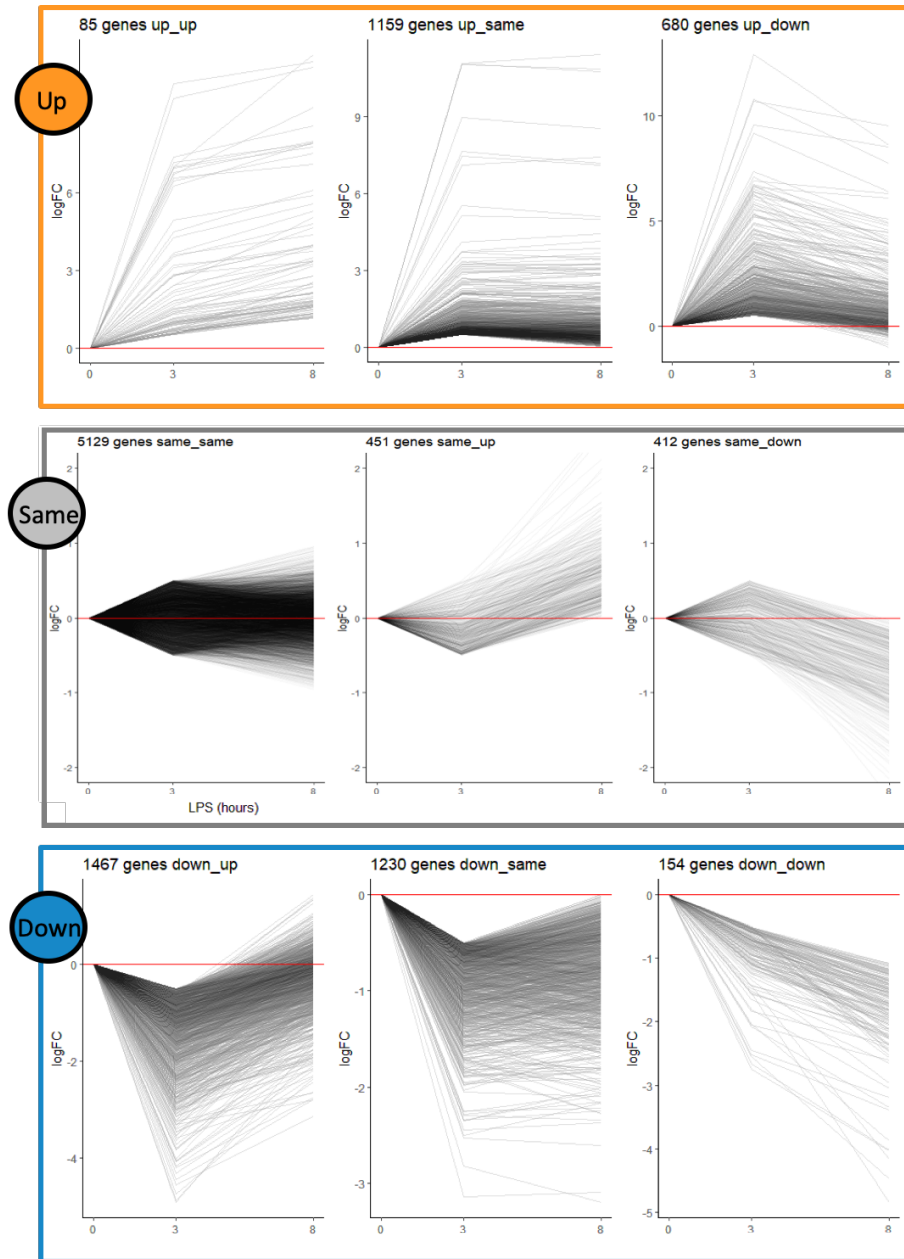 85 genes up_up
1159 genes up_same
680 genes up_down
Up
logFC
6
3
0
0
3
8
logFC
9
6
3
0
0
3
8
logFC
10
5
0
0
3
8
5129 genes same_same
451 genes same_up
412 genes same_down
Same
logFC
2
1
0
-1
-2
0
3
8
LPS (hours)
logFC
2
1
0
-1
-2
0
3
8
logFC
2
1
0
-1
-2
0
3
8
1467 genes down_up
1230 genes down_same
154 genes down_down
Down
logFC
0
-2
-4
0
3
8
logFC
0
-1
-2
-3
0
3
8
logFC
0
-1
-2
-3
-4
-5
0
3
8